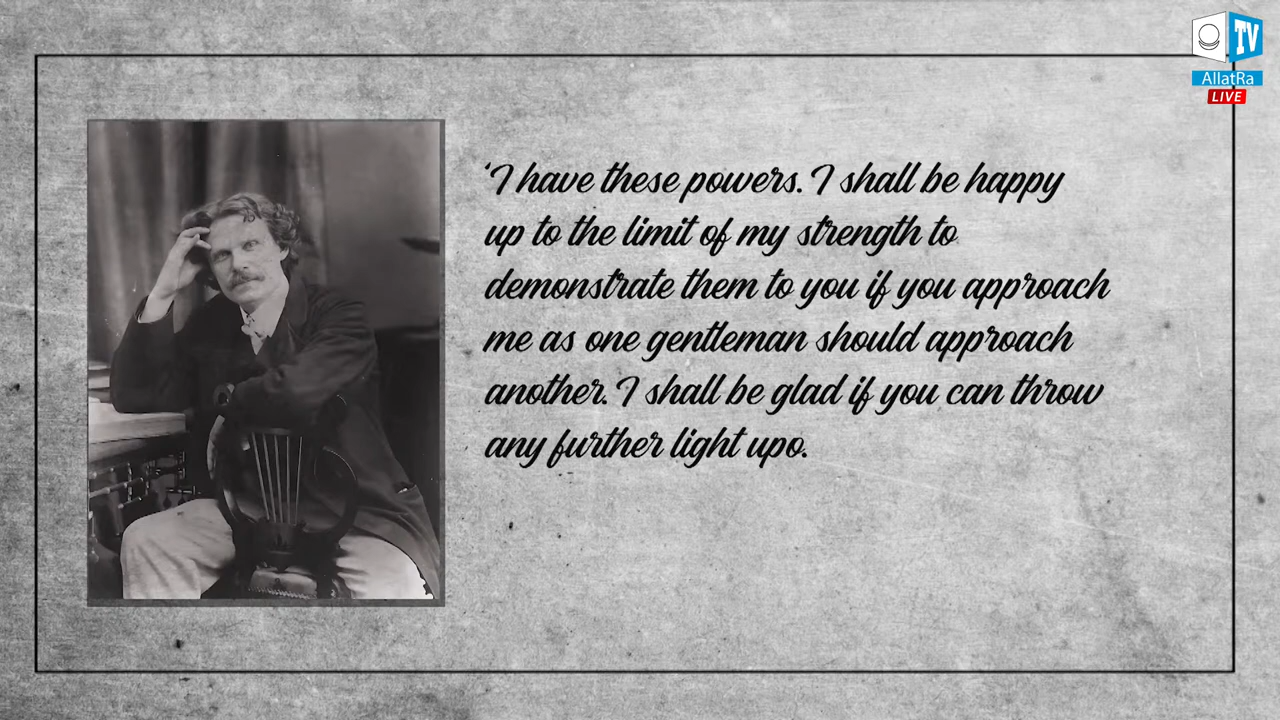 TV
AllatRa
LIVE
‘I have these powers. I shall be happy
up to the limit of my strength to
demonstrate them to you if you approach
me as one gentleman should approach
another. I shall be glad if you can throw
any further light upo.